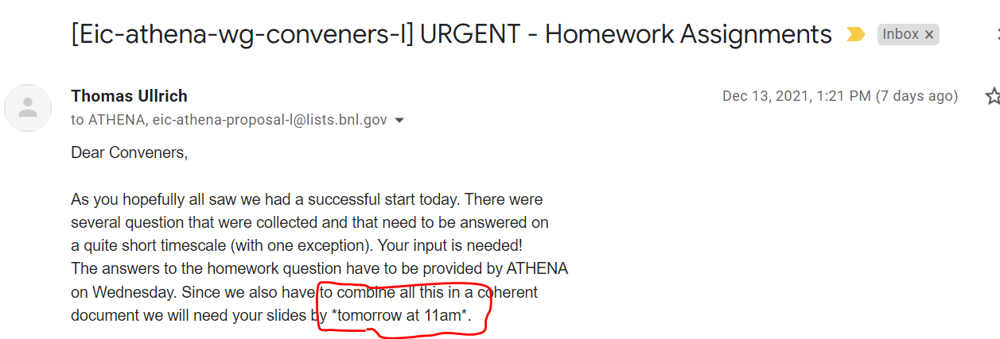 [Eic-athena-wg-conveners-l] URGENT - Homework Assignments Inbox ×
Thomas Ullrich Dec 13, 2021, 1:21 PM (7 days ago)
to ATHENA, eic-athena-proposal-l@lists.bnl.gov
Dear Conveners,
As you hopefully all saw we had a successful start today. There were
several question that were collected and that need to be answered on
a quite short timescale (with one exception). Your input is needed!
The answers to the homework question have to be provided by ATHENA
on Wednesday. Since we also have to combine all this in a coherent
document we will need your slides by *tomorrow at 11am*.